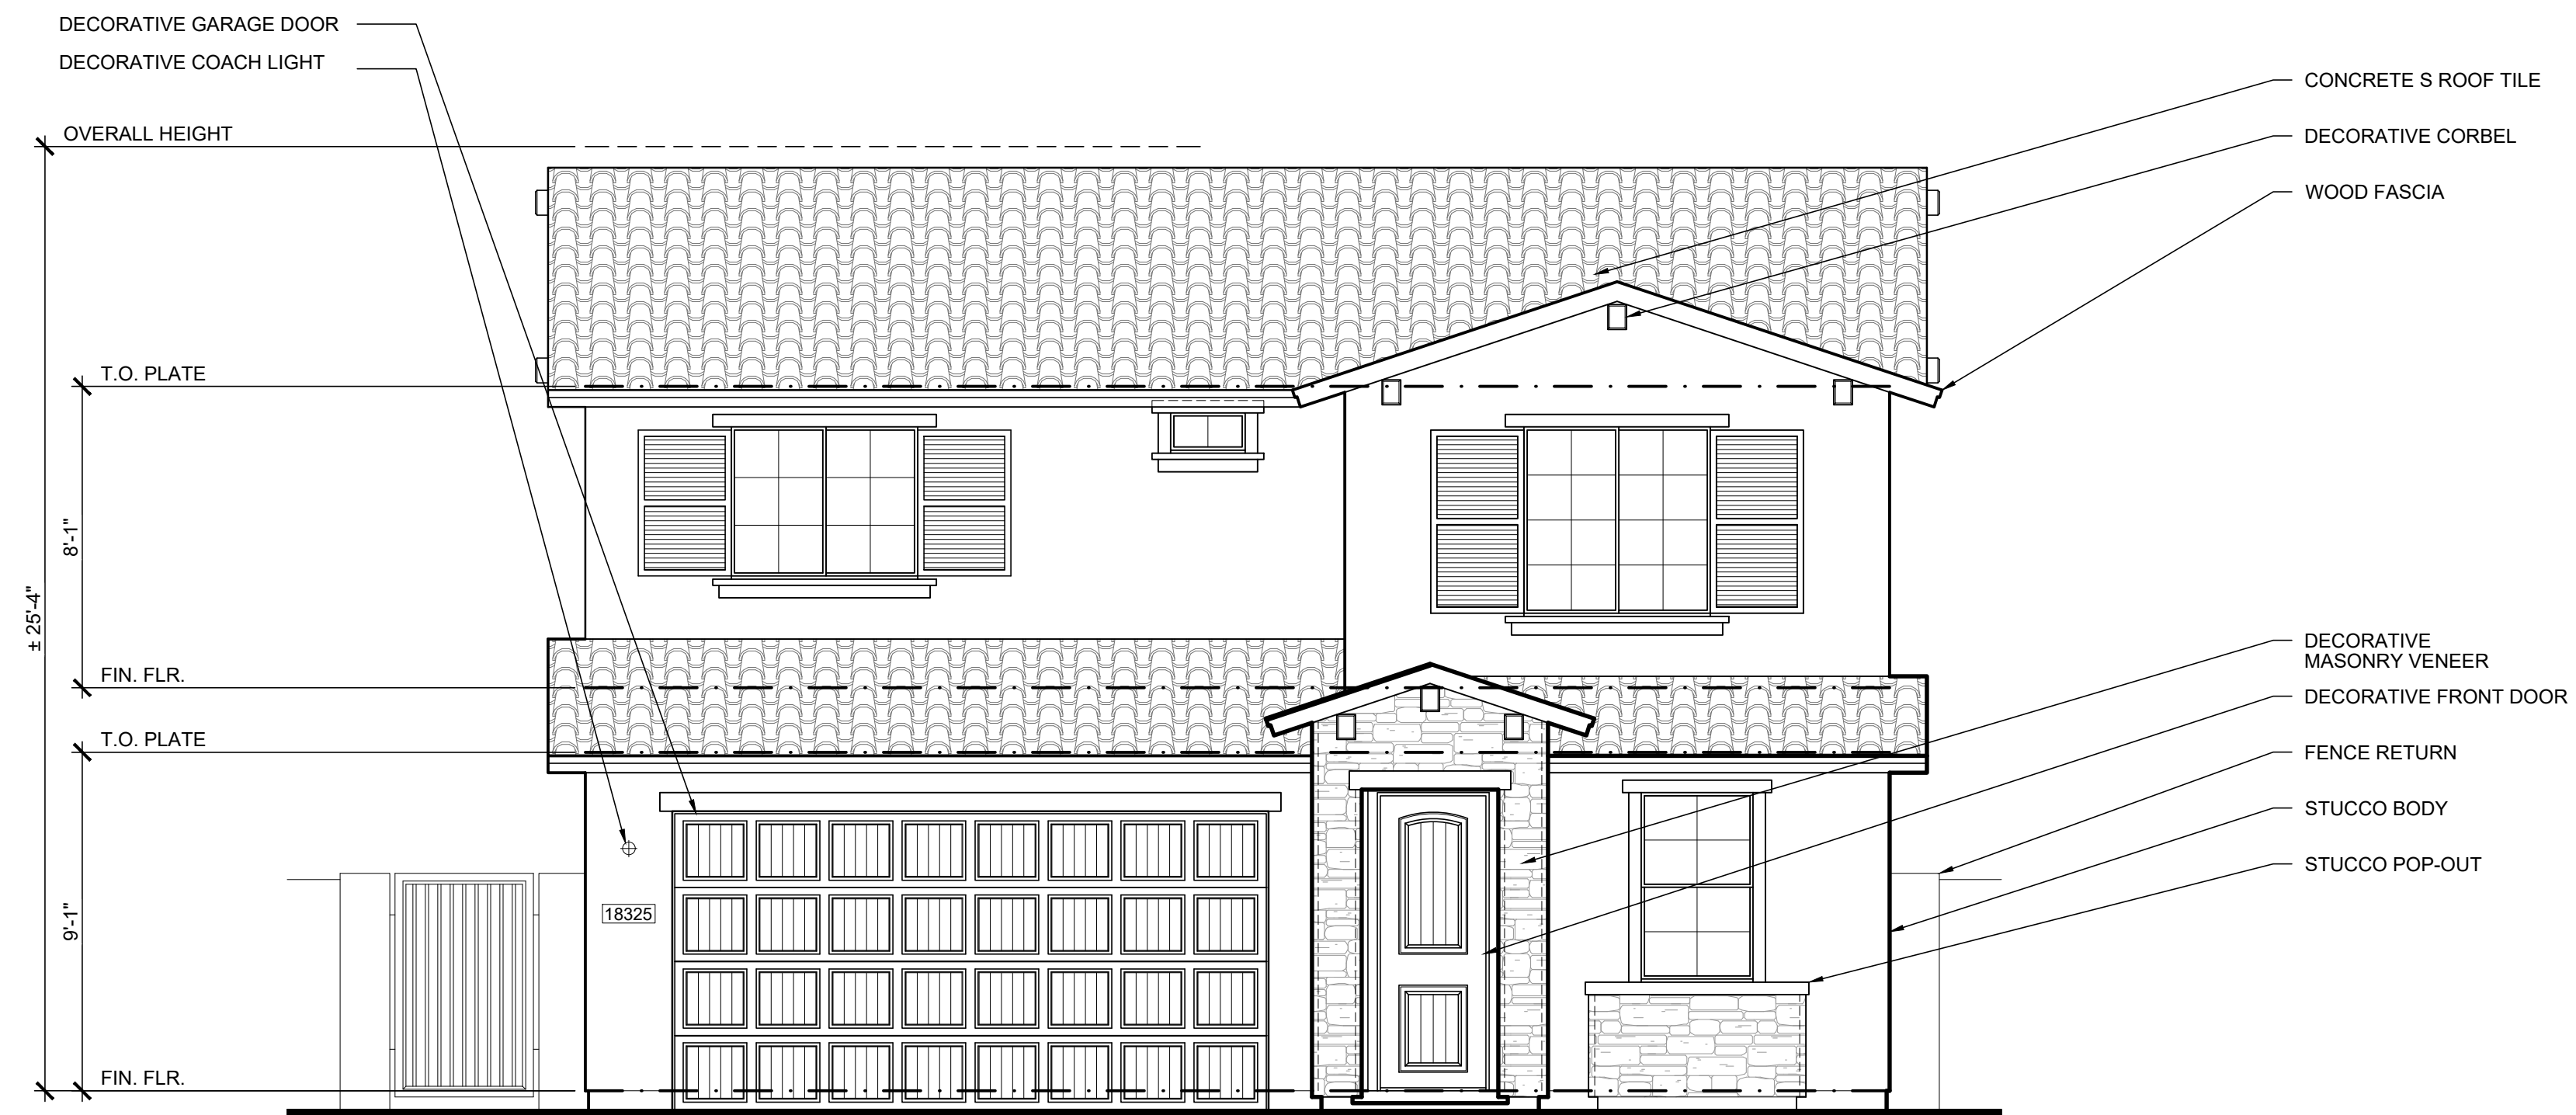 DECORATIVE GARAGE DOOR
DECORATIVE COACH LIGHT
OVERALL HEIGHT
T.O. PLATE
8'-1"
± 25'-4"
FIN. FLR.
T.O. PLATE
9'-1"
FIN. FLR.
18325
CONCRETE S ROOF TILE
DECORATIVE CORBEL
WOOD FASCIA
DECORATIVE
MASONRY VENEER
DECORATIVE FRONT DOOR
FENCE RETURN
STUCCO BODY
STUCCO POP-OUT